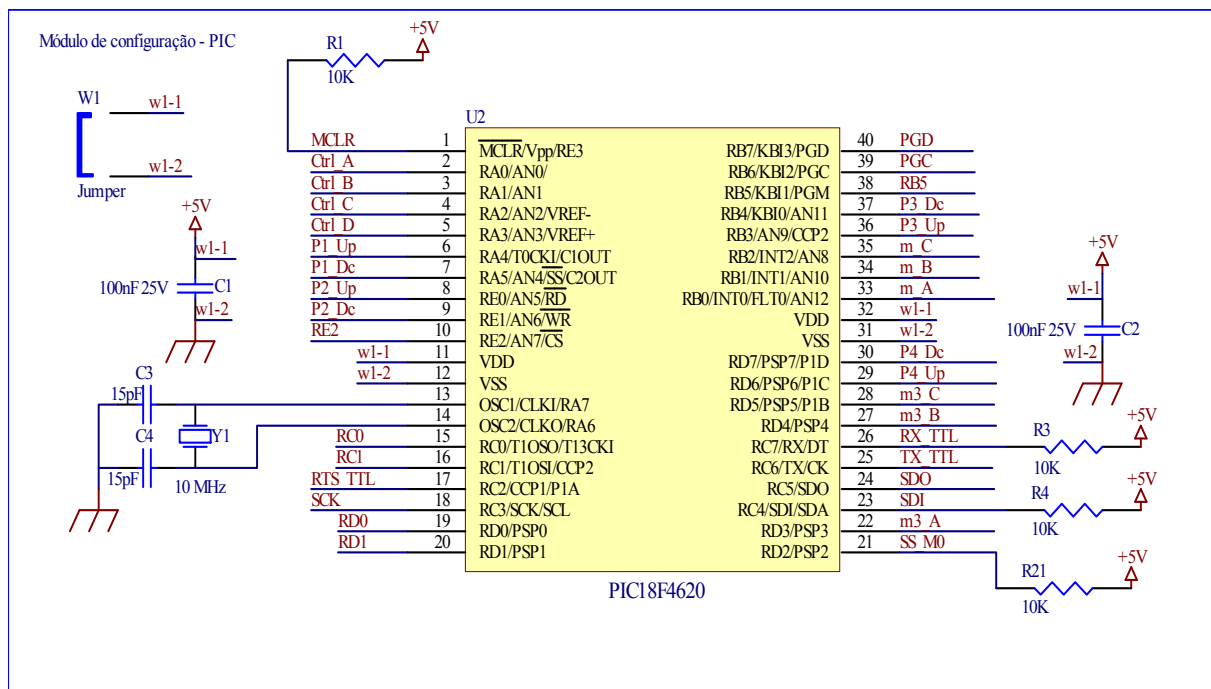 Módulo de configuração - PIC
W1
w1-1
w1-2
Jumper
R1
10K
+5V
+5V
w1-1
100nF 25V
C1
w1-2
U2
MCLR 1 MCLR/Vpp/RE3
Ctrl_A 2 RA0/AN0/
Ctrl_B 3 RA1/AN1
Ctrl_C 4 RA2/AN2/VREF-
Ctrl_D 5 RA3/AN3/VREF+
P1_Up 6 RA4/T0CKI/C1OUT
P1_Dc 7 RA5/AN4/SS/C2OUT
P2_Up 8 RE0/AN5/RD
P2_Dc 9 RE1/AN6/WR
RE2 10 RE2/AN7/CS
w1-1 11 VDD
w1-2 12 VSS
13 OSC1/CLKI/RA7
14 OSC2/CLKO/RA6
RC0 15 RC0/T1OSO/T13CKI
RC1 16 RC1/T1OSI/CCP2
RTS_TTL 17 RC2/CCP1/P1A
SCK 18 RC3/SCK/SCL
RD0 19 RD0/PSP0
RD1 20 RD1/PSP1
RB7/KBI3/PGD 40 PGD
RB6/KBI2/PGC 39 PGC
RB5/KBI1/PGM 38 RB5
RB4/KBI0/AN11 37 P3_Dc
RB3/AN9/CCP2 36 P3_Up
RB2/INT2/AN8 35 m_C
RB1/INT1/AN10 34 m_B
RB0/INT0/FLT0/AN12 33 m_A
VDD 32 w1-1
VSS 31 w1-2
RD7/PSP7/P1D 30 P4_Dc
RD6/PSP6/P1C 29 P4_Up
RD5/PSP5/P1B 28 m3_C
RD4/PSP4 27 m3_B
RC7/RX/DT 26 RX_TTL
RC6/TX/CK 25 TX_TTL
RC5/SDO 24 SDO
RC4/SDI/SDA 23 SDI
RD3/PSP3 22 m3_A
RD2/PSP2 21 SS_M0
PIC18F4620
C3
15pF
C4
15pF
Y1
10 MHz
+5V
w1-1
100nF 25V
C2
w1-2
+5V
R3
10K
+5V
R4
10K
+5V
R21
10K